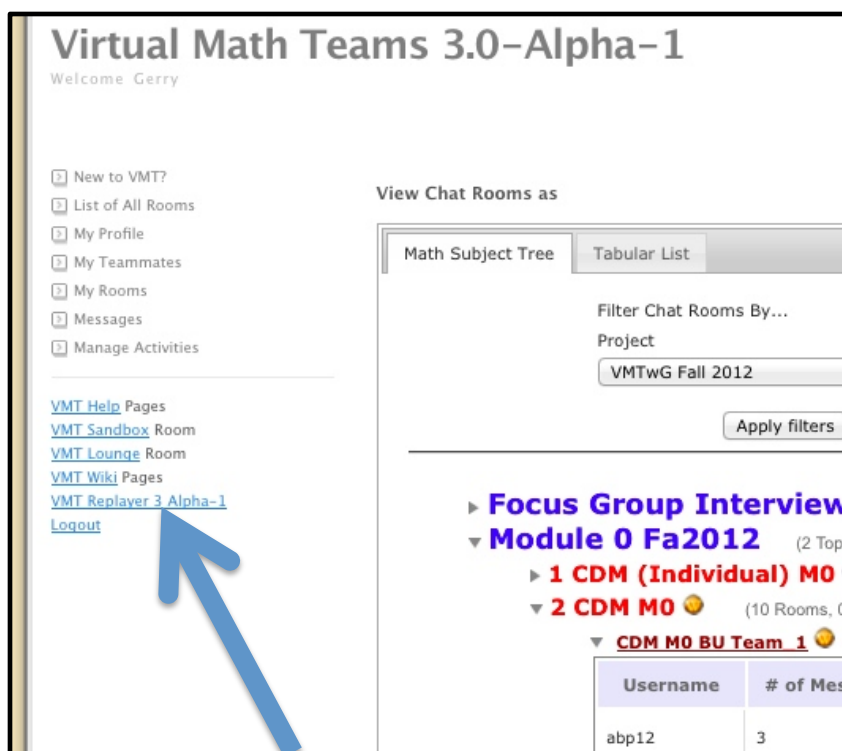 Virtual Math Teams 3.0-Alpha-1
Welcome Gerry
New to VMT?
List of All Rooms
My Profile
My Teammates
My Rooms
Messages
Manage Activities
VMT Help Pages
VMT Sandbox Room
VMT Lounge Room
VMT Wiki Pages
VMT Replayer 3 Alpha-1
Logout
View Chat Rooms as
Math Subject Tree
Tabular List
Filter Chat Rooms By...
Project
VMTwG Fall 2012
Apply filters
Focus Group Interview
Module 0 Fa2012 (2 Top
1 CDM (Individual) M0
2 CDM M0 (10 Rooms,
CDM M0 BU Team_1
Username # of Mes
abp12 3